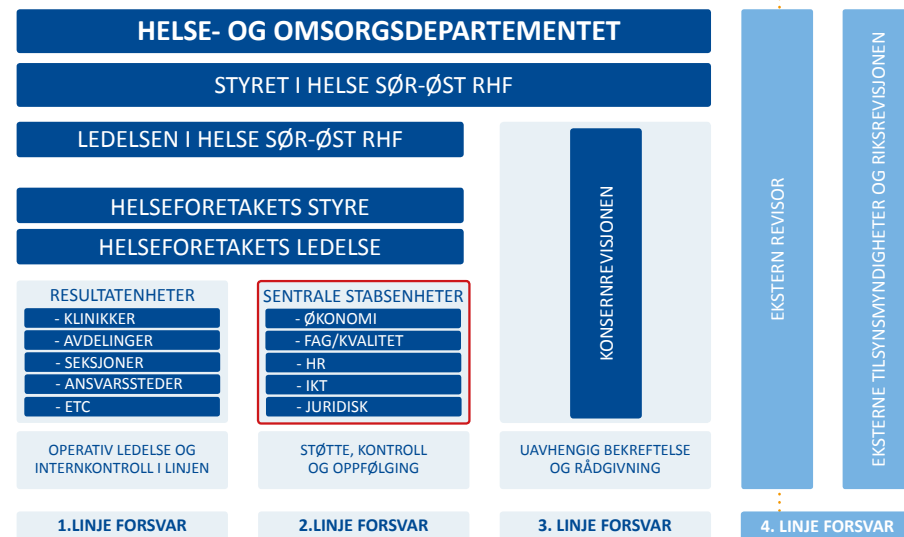 HELSE- OG OMSORGSDEPARTEMENTET
STYRET I HELSE SØR-ØST RHF
LEDELSEN I HELSE SØR-ØST RHF
HELSEFORETAKETS STYRE
HELSEFORETAKETS LEDELSE
RESULTATENHETER
- KLINIKKER
- AVDELINGER
- SEKSJONER
- ANSVARSSTEDER
- ETC
OPERATIV LEDELSE OG
INTERNKONTROLL I LINJEN
1.LINJE FORSVAR
SENTRALE STABSENHETER
- ØKONOMI
- FAG/KVALITET
- HR
- IKT
- JURIDISK
STØTTE, KONTROLL
OG OPPFØLGING
2.LINJE FORSVAR
KONSERNREVISJONEN
UAVHENGIG BEKREFTELSE
OG RÅDGIVNING
3. LINJE FORSVAR
EKSTERN REVISOR
EKSTERNE TILSYNSMYNDIGHETER OG RIKSREVISJONEN
4. LINJE FORSVAR